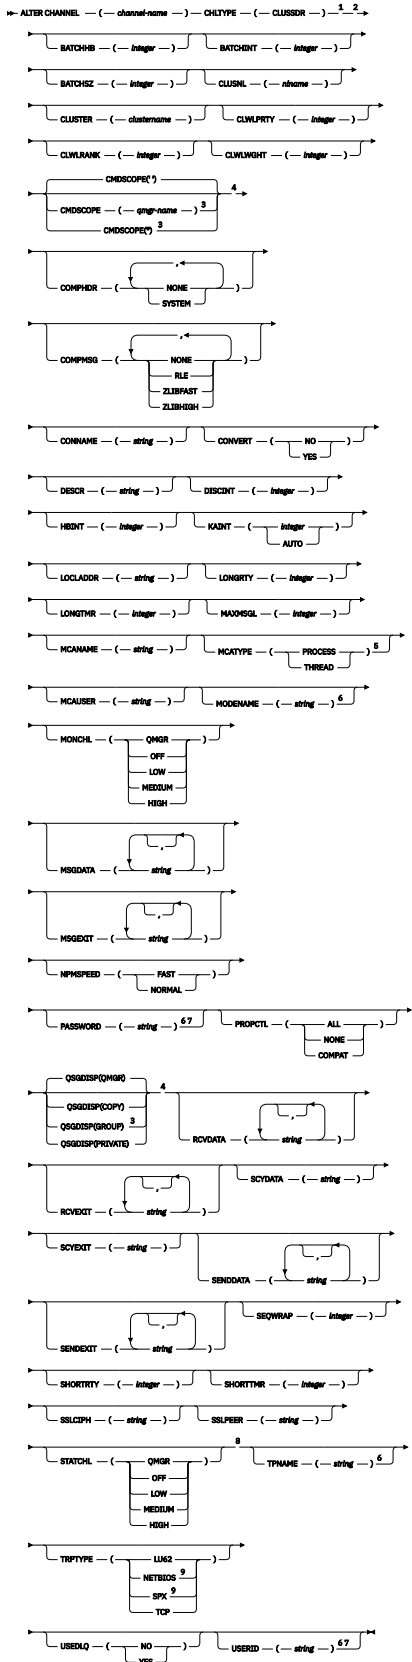 ALTER CHANNEL ( channel-name ) CHLTYPE ( CLUSSDR ) 1 2
BATCHHB ( integer ) BATCHINT ( integer )
BATCHSZ ( integer ) CLUSNL ( nlname )
CLUSTER ( clustername ) CLWLPRTY ( integer )
CLWLRANK ( integer ) CLWLWGHT ( integer )
CMDSCOPE(' ')
4
CMDSCOPE ( qmgr-name ) 3
CMDSCOPE(*) 3
,
COMPHDR ( NONE )
SYSTEM
,
COMPMSG ( NONE )
RLE
ZLIBFAST
ZLIBHIGH
CONNAME ( string ) CONVERT ( NO )
YES
DESCR ( string ) DISCINT ( integer )
HBINT ( integer ) KAINT ( integer )
AUTO
LOCLADDR ( string ) LONGRTY ( integer )
LONGTMR ( integer ) MAXMSGL ( integer )
MCANAME ( string ) MCATYPE ( PROCESS ) 5
THREAD
MCAUSER ( string ) MODENAME ( string ) 6
MONCHL ( QMGR )
OFF
LOW
MEDIUM
HIGH
,
MSGDATA ( string )
,
MSGEXIT ( string )
NPMSPEED ( FAST )
NORMAL
PASSWORD ( string ) 6 7 PROPCTL ( ALL )
NONE
COMPAT
QSGDISP(QMGR)
4
QSGDISP(COPY)
,
QSGDISP(GROUP) 3
RCVDATA ( string )
QSGDISP(PRIVATE)
,
SCYDATA ( string )
RCVEXIT ( string )
SCYEXIT ( string )
,
SENDDATA ( string )
,
SEQWRAP ( integer )
SENDEXIT ( string )
SHORTRTY ( integer ) SHORTTMR ( integer )
SSLCIPH ( string ) SSLPEER ( string )
8
STATCHL ( QMGR ) TPNAME ( string ) 6
OFF
LOW
MEDIUM
HIGH
TRPTYPE ( LU62 )
NETBIOS 9
SPX 9
TCP
USEDLQ ( NO ) USERID ( string ) 6 7
YES